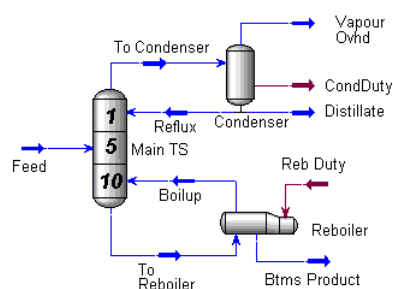 To Condenser
Vapour
Ovhd
CondDuty
Distillate
Reflux
Condenser
1
5
10
Main TS
Feed
Boilup
Reb Duty
Reboiler
To
Reboiler
Btms Product